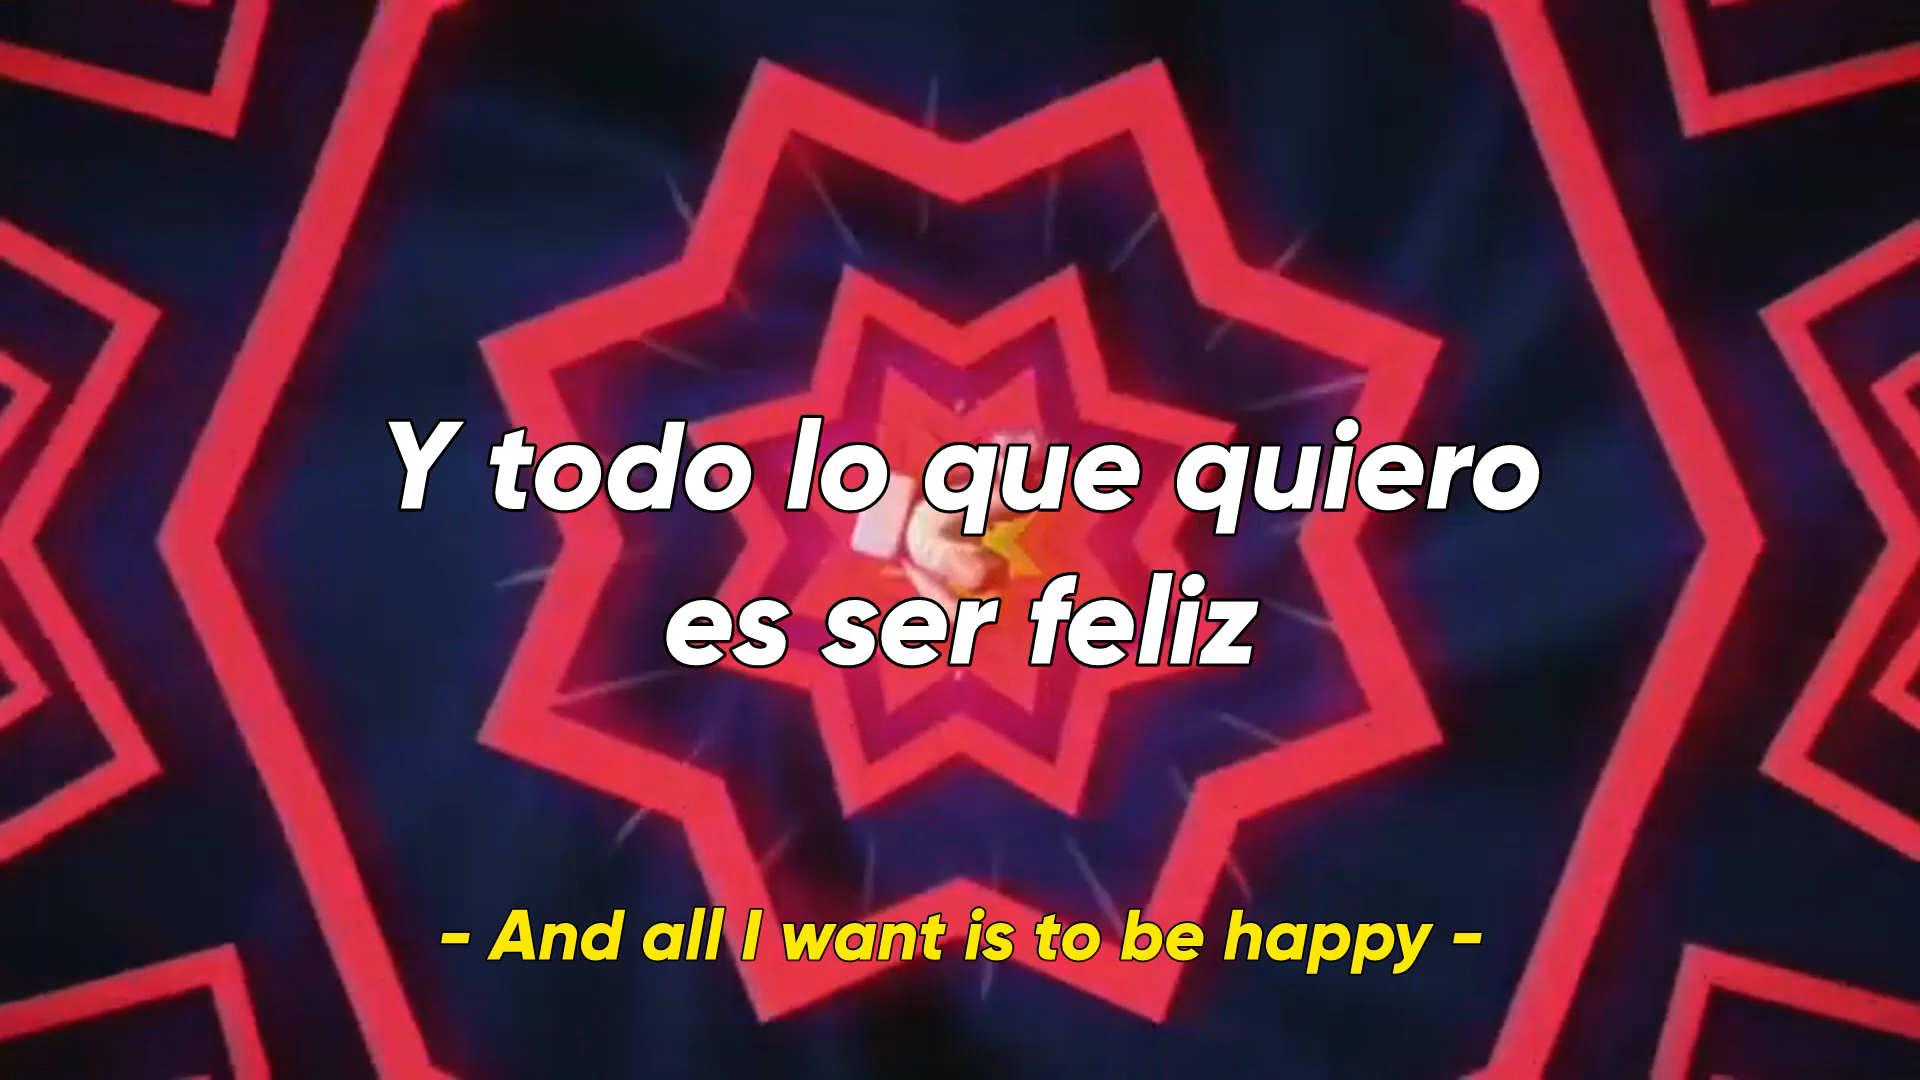 Y todo lo que quiero
es ser feliz
- And all I want is to be happy -